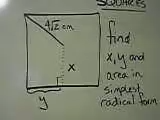 SQUARES
4√2 cm
find
x, y and
x
area in
simplest
radical form
y